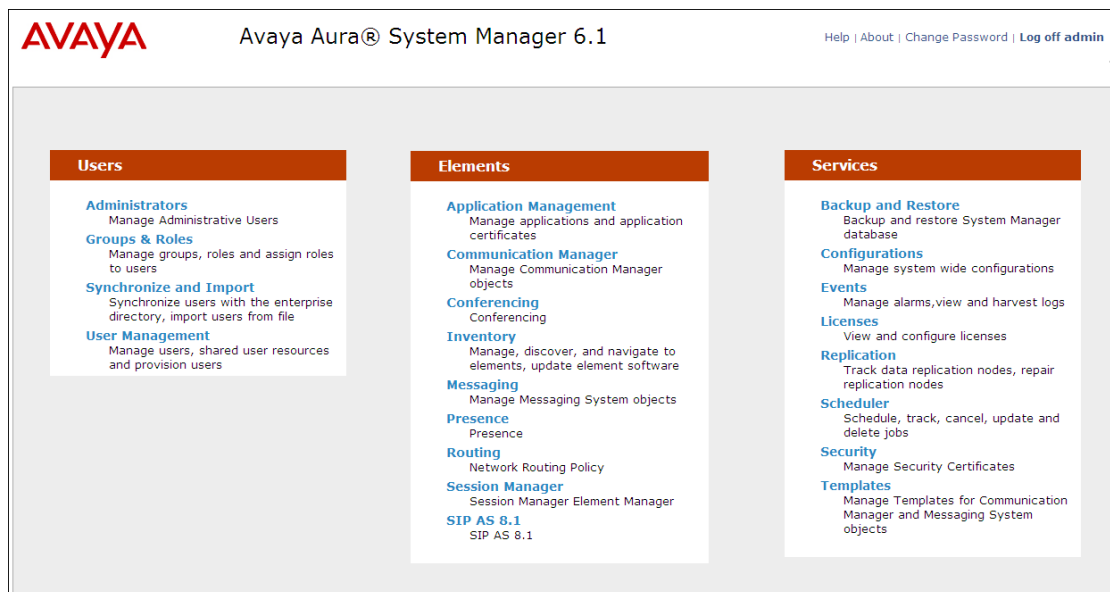 AVAYA
Avaya Aura® System Manager 6.1
Help | About | Change Password | Log off admin
Users
Administrators
Manage Administrative Users
Groups & Roles
Manage groups, roles and assign roles
to users
Synchronize and Import
Synchronize users with the enterprise
directory, import users from file
User Management
Manage users, shared user resources
and provision users
Elements
Application Management
Manage applications and application
certificates
Communication Manager
Manage Communication Manager
objects
Conferencing
Conferencing
Inventory
Manage, discover, and navigate to
elements, update element software
Messaging
Manage Messaging System objects
Presence
Presence
Routing
Network Routing Policy
Session Manager
Session Manager Element Manager
SIP AS 8.1
SIP AS 8.1
Services
Backup and Restore
Backup and restore System Manager
database
Configurations
Manage system wide configurations
Events
Manage alarms,view and harvest logs
Licenses
View and configure licenses
Replication
Track data replication nodes, repair
replication nodes
Scheduler
Schedule, track, cancel, update and
delete jobs
Security
Manage Security Certificates
Templates
Manage Templates for Communication
Manager and Messaging System
objects